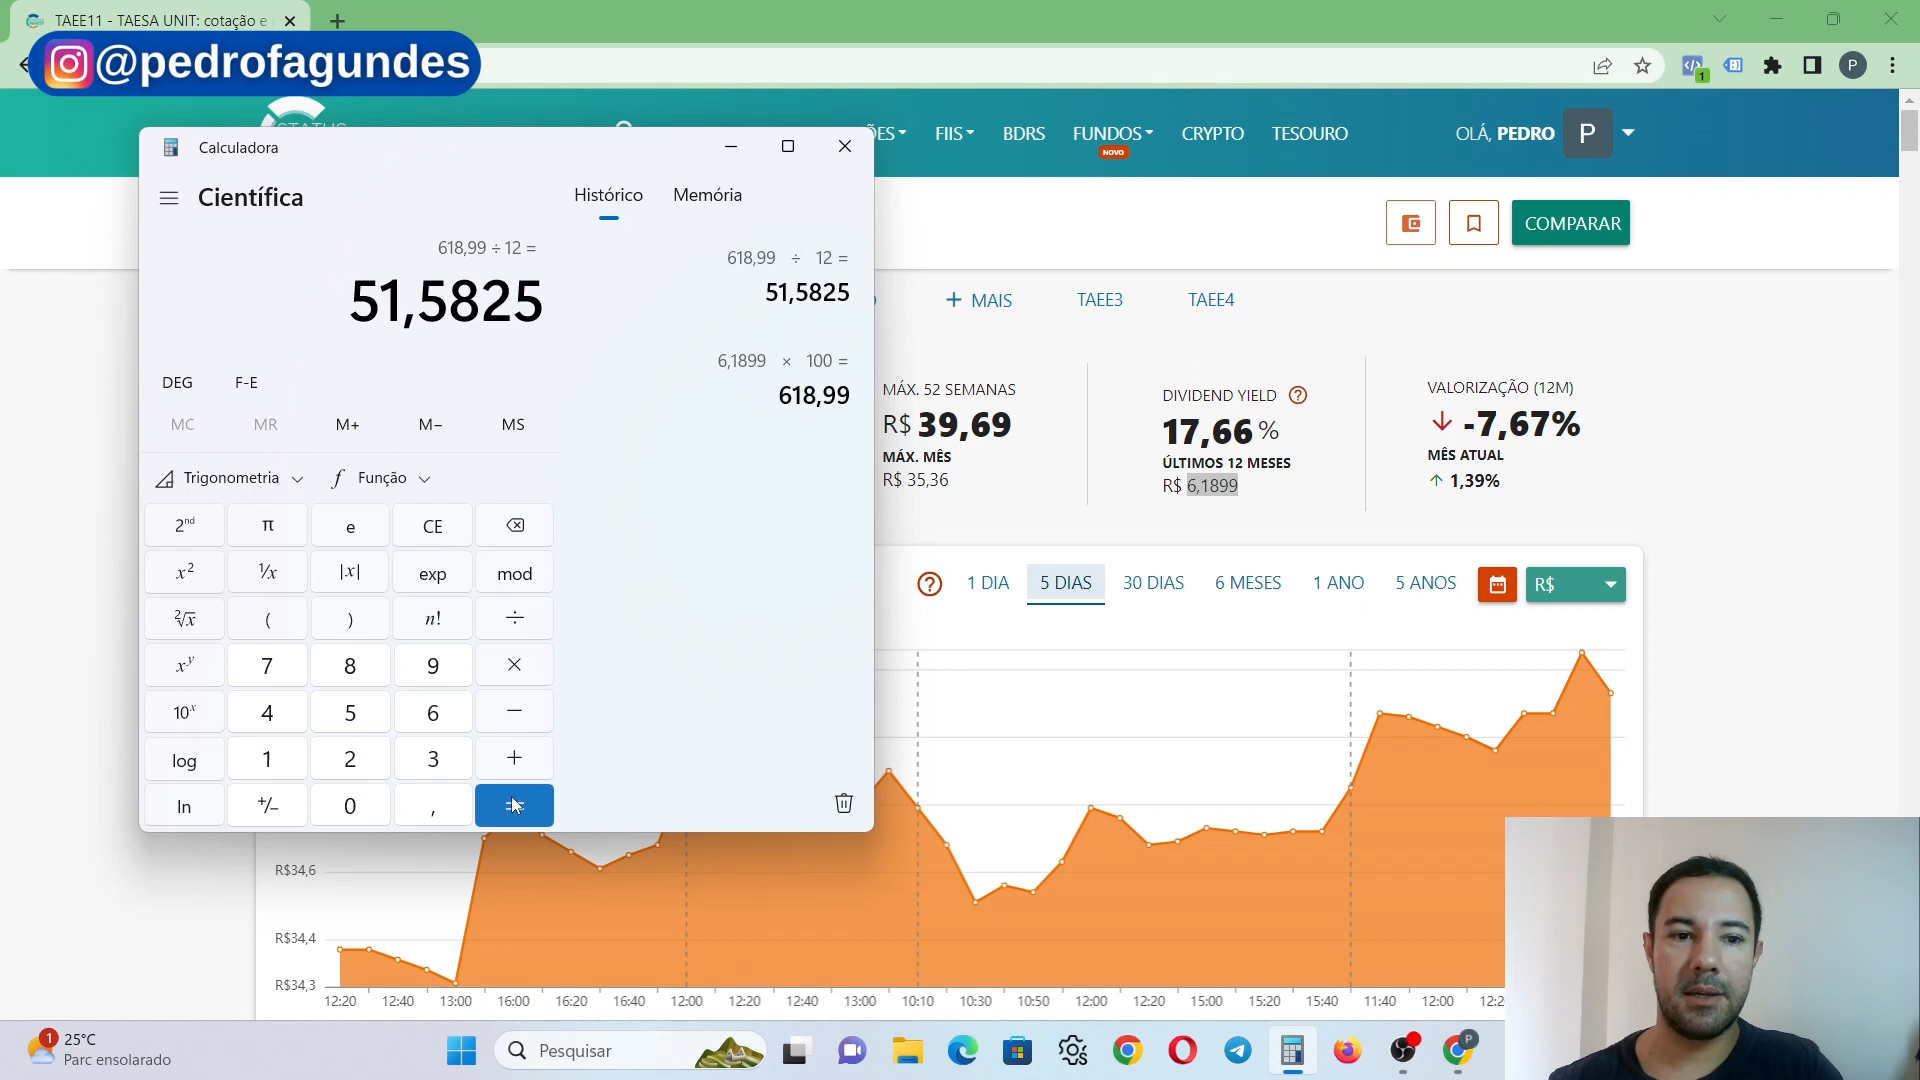 TAEE11 - TAESA UNIT: cotação e
@pedrofagundes
P
1
STATUS
ÕES
FIIS
BDRS
FUNDOS
NOVO
CRYPTO
TESOURO
OLÁ, PEDRO
P
Calculadora
Científica
Histórico
Memória
COMPARAR
618,99 ÷ 12 =
51,5825
618,99 ÷ 12 =
51,5825
6,1899 × 100 =
618,99
+ MAIS
TAEE3
TAEE4
DEG
F-E
MC
MR
M+
M−
MS
Trigonometria
f Função
2nd
π
e
CE
x²
¹/x
|x|
exp
mod
²√x
(
)
n!
÷
xʸ
7
8
9
×
10ˣ
4
5
6
−
log
1
2
3
+
ln
+/−
0
,
=
MÁX. 52 SEMANAS
R$ 39,69
MÁX. MÊS
R$ 35,36
DIVIDEND YIELD ?
17,66 %
ÚLTIMOS 12 MESES
R$ 6,1899
VALORIZAÇÃO (12M)
-7,67%
MÊS ATUAL
1,39%
?
1 DIA
5 DIAS
30 DIAS
6 MESES
1 ANO
5 ANOS
R$
R$34,6
R$34,4
R$34,3
12:20 12:40 13:00 16:00 16:20 16:40 12:00 12:20 12:40 13:00 10:10 10:30 10:50 12:00 12:20 15:00 15:20 15:40 11:40 12:00 12:2
1
25°C
Parc ensolarado
Pesquisar
P